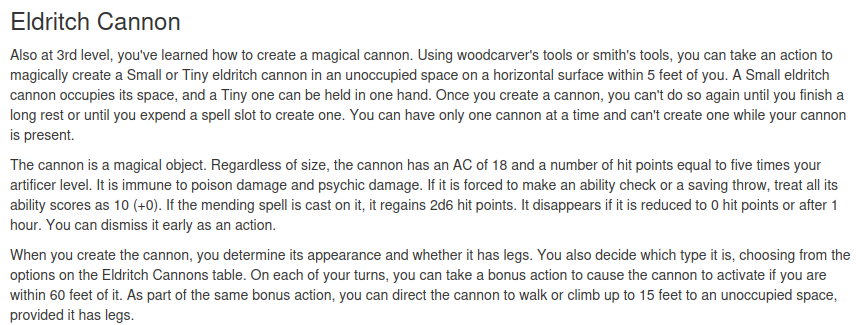 Eldritch Cannon
Also at 3rd level, you've learned how to create a magical cannon. Using woodcarver's tools or smith's tools, you can take an action to
magically create a Small or Tiny eldritch cannon in an unoccupied space on a horizontal surface within 5 feet of you. A Small eldritch
cannon occupies its space, and a Tiny one can be held in one hand. Once you create a cannon, you can't do so again until you finish a
long rest or until you expend a spell slot to create one. You can have only one cannon at a time and can't create one while your cannon
is present.
The cannon is a magical object. Regardless of size, the cannon has an AC of 18 and a number of hit points equal to five times your
artificer level. It is immune to poison damage and psychic damage. If it is forced to make an ability check or a saving throw, treat all its
ability scores as 10 (+0). If the mending spell is cast on it, it regains 2d6 hit points. It disappears if it is reduced to 0 hit points or after 1
hour. You can dismiss it early as an action.
When you create the cannon, you determine its appearance and whether it has legs. You also decide which type it is, choosing from the
options on the Eldritch Cannons table. On each of your turns, you can take a bonus action to cause the cannon to activate if you are
within 60 feet of it. As part of the same bonus action, you can direct the cannon to walk or climb up to 15 feet to an unoccupied space,
provided it has legs.